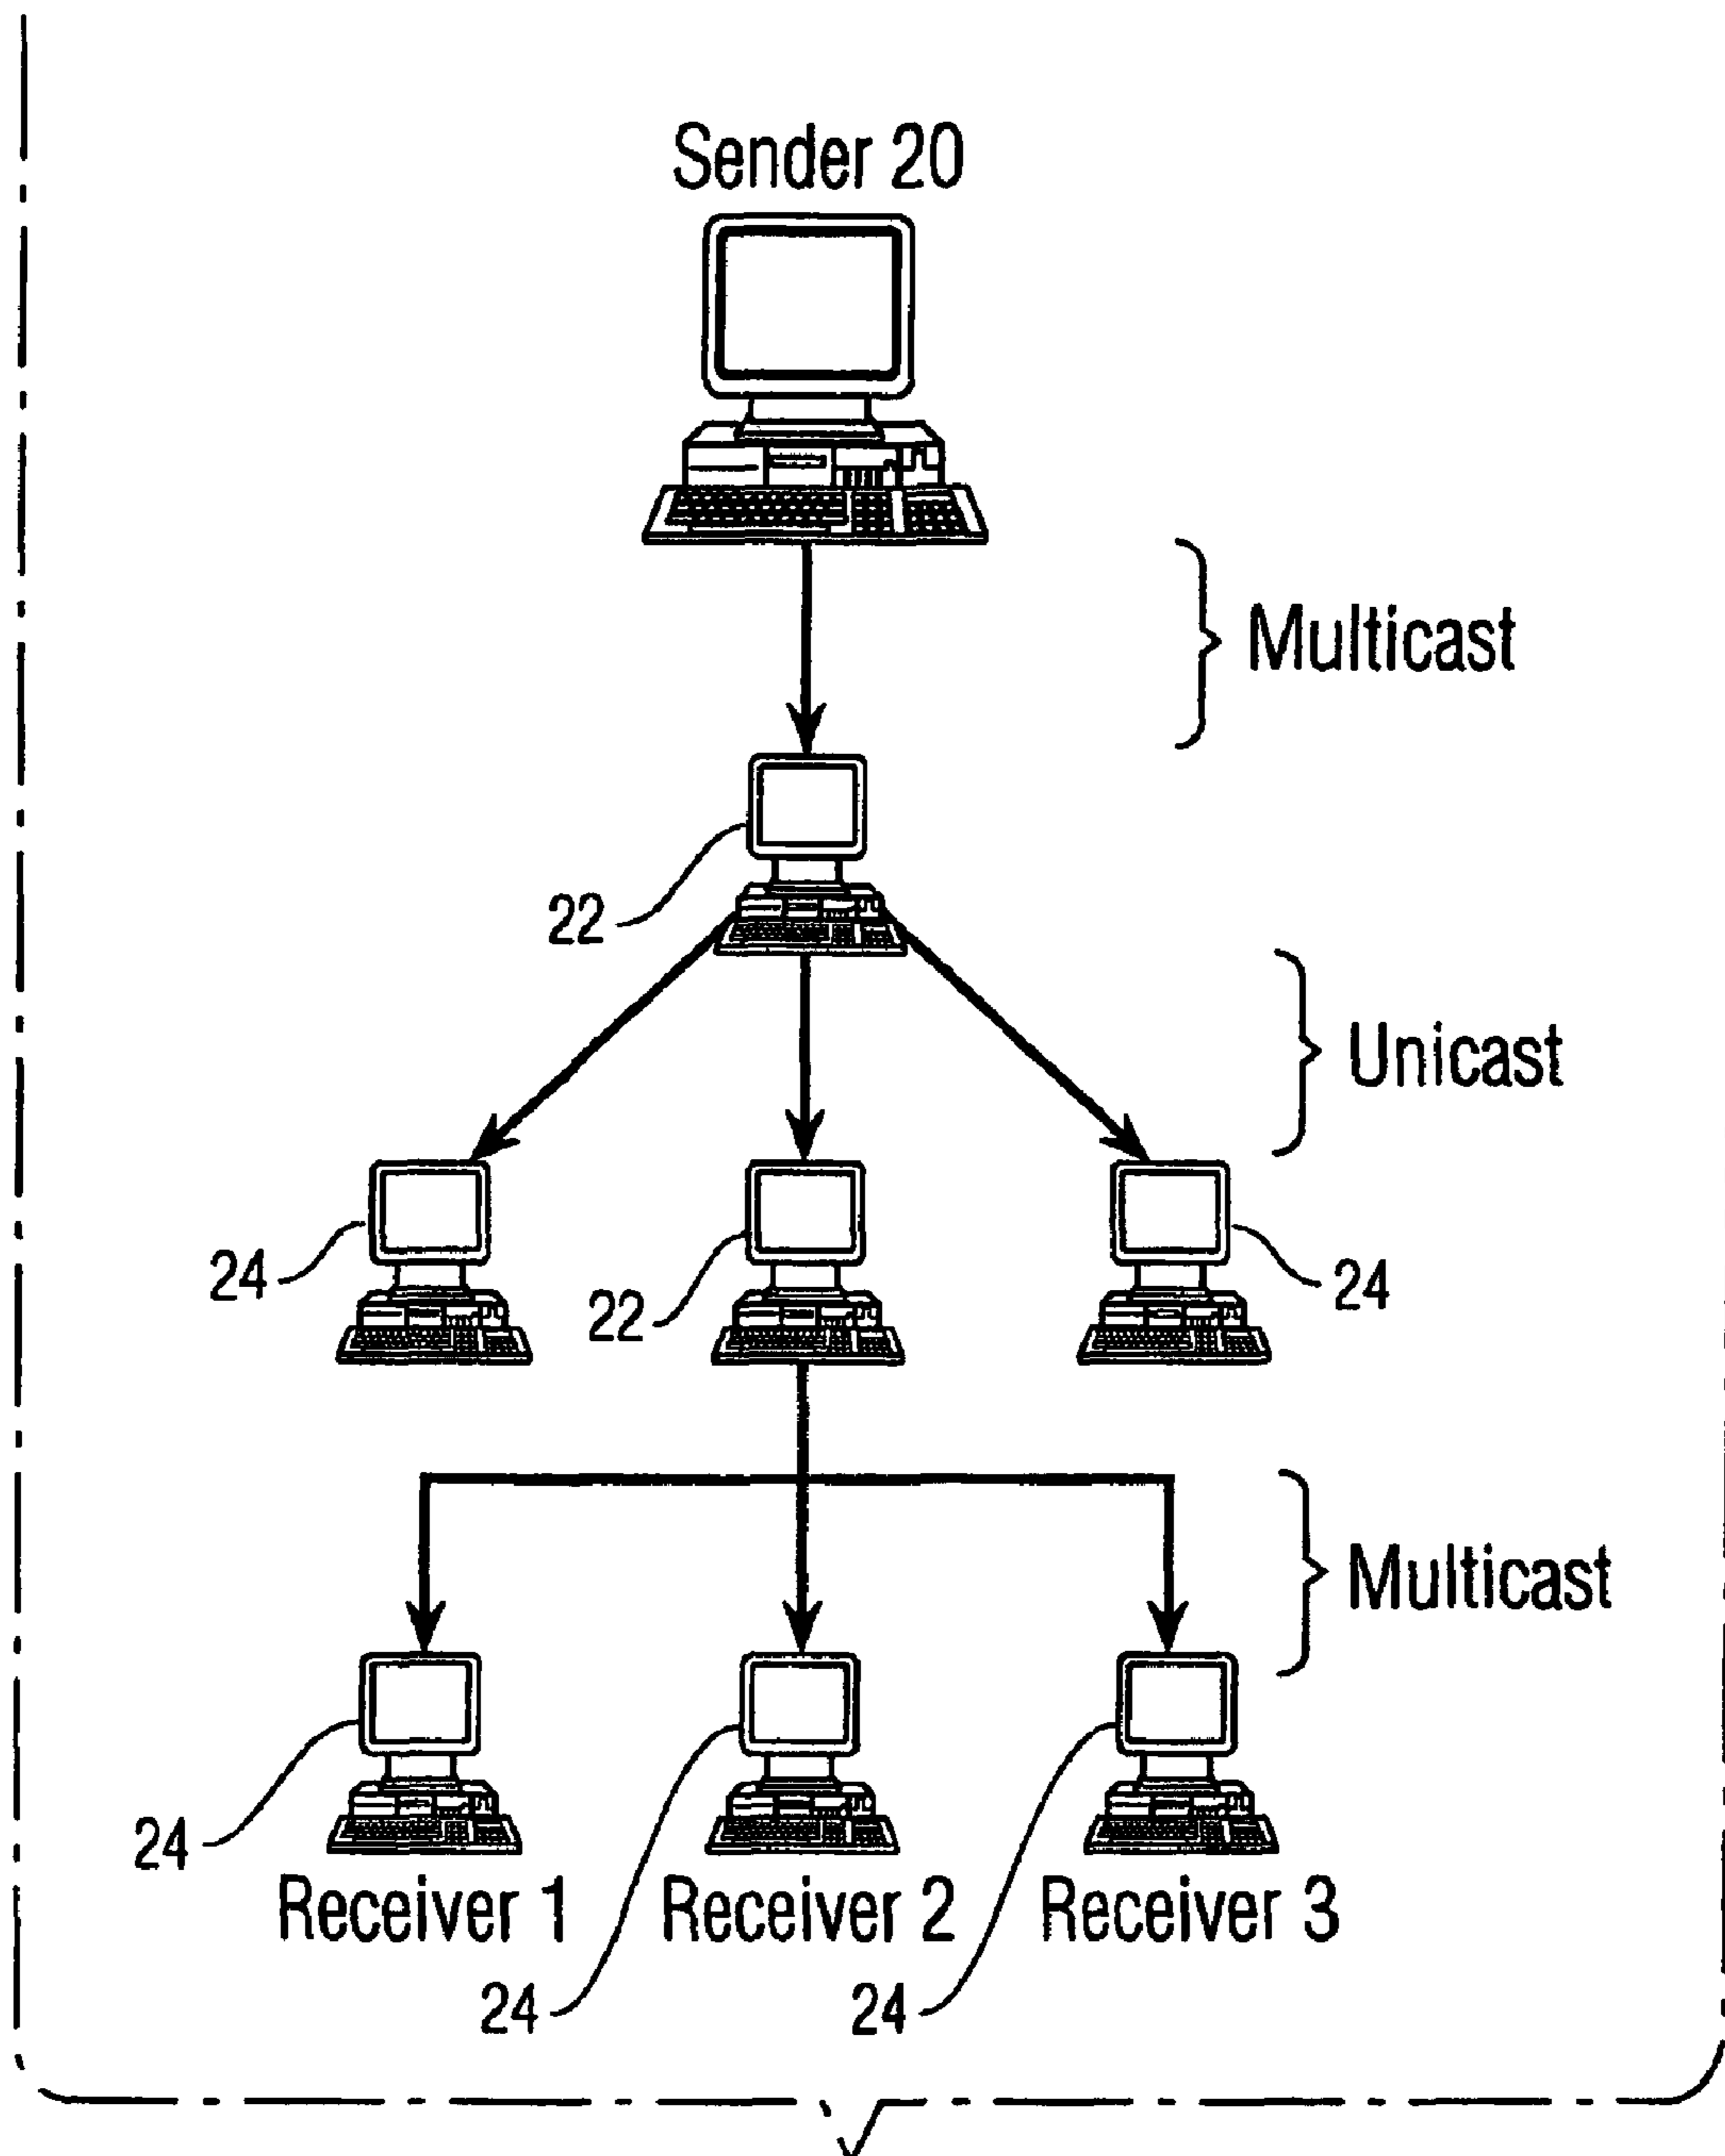 Sender 20
Multicast
22
Unicast
24
22
24
Multicast
24
Receiver 1
Receiver 2
Receiver 3
24
24